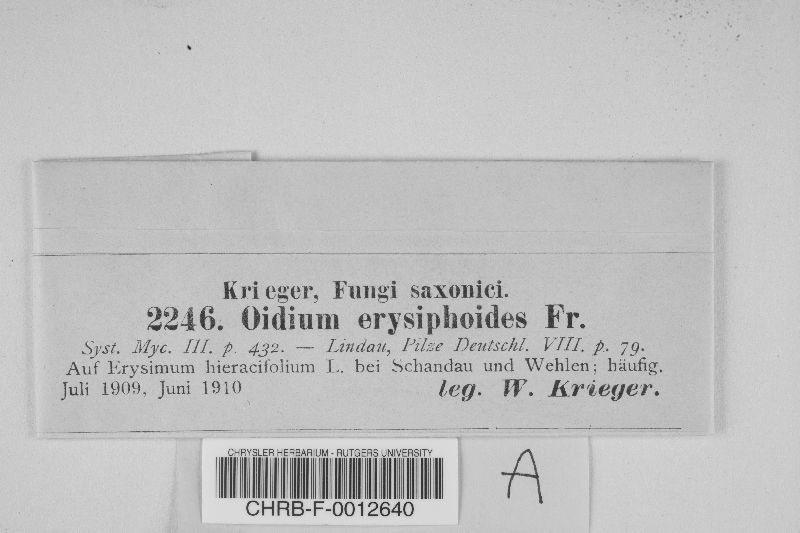 Krieger, Fungi saxonici.
2246. Oidium erysiphoides Fr.
Syst. Myc. III. p. 432. — Lindau, Pilze Deutschl. VIII. p. 79.
Auf Erysimum hieracifolium L. bei Schandau und Wehlen; häufig.
Juli 1909, Juni 1910 leg. W. Krieger.
CHRYSLER HERBARIUM - RUTGERS UNIVERSITY
CHRB-F-0012640
A